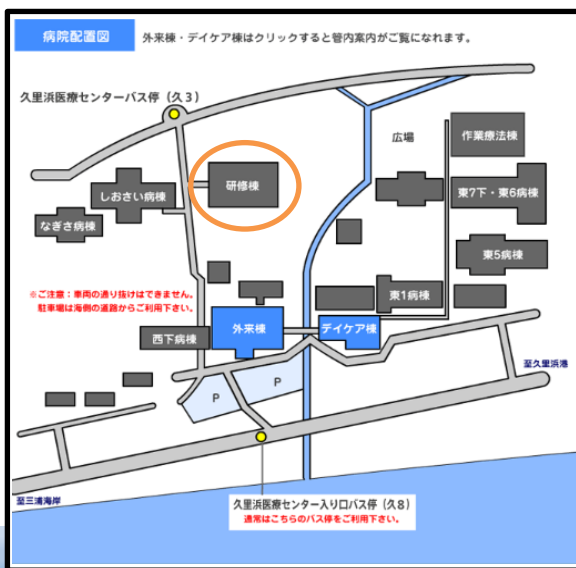 病院配置図
外来棟・デイケア棟はクリックすると管内案内がご覧になれます。
久里浜医療センターバス停（久3）
広場
作業療法棟
研修棟
しおさい病棟
東7下・東6病棟
なぎさ病棟
東5病棟
※ご注意：車両の通り抜けはできません。
駐車場は海側の道路からご利用下さい。
東1病棟
外来棟
デイケア棟
西下病棟
至久里浜港
P
P
至三浦海岸
久里浜医療センター入り口バス停（久8）
通常はこちらのバス停をご利用下さい。